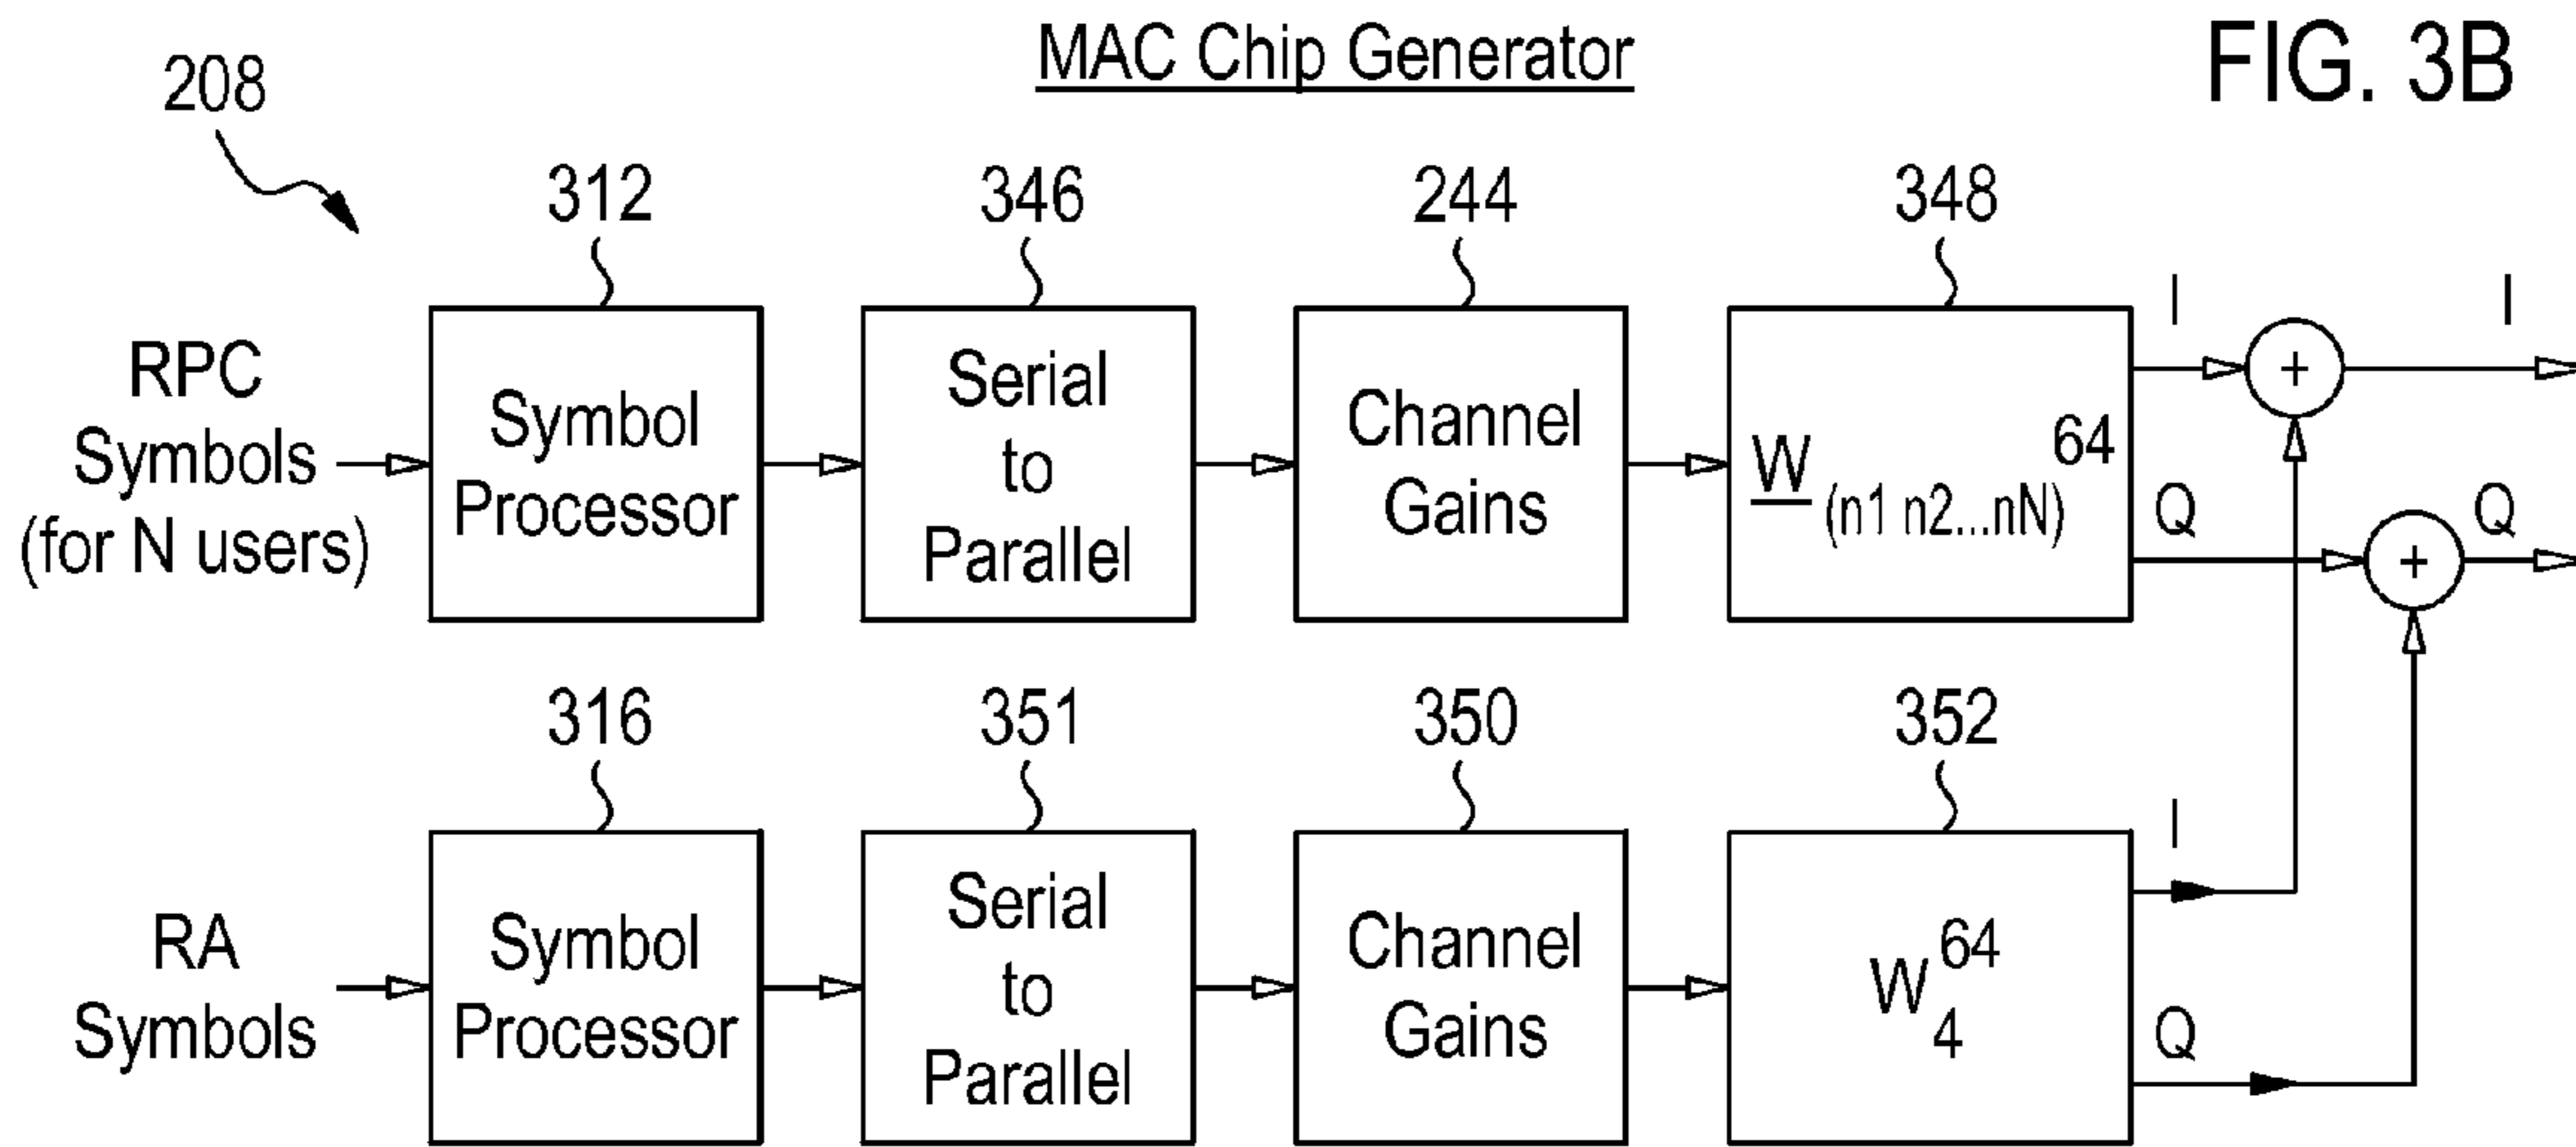 MAC Chip Generator
FIG. 3B
208
312
346
244
348
RPC
Symbols
(for N users)
Symbol
Processor
Serial
to
Parallel
Channel
Gains
W (n1 n2...nN) 64
I
Q
+
+
I
Q
316
351
350
352
RA
Symbols
Symbol
Processor
Serial
to
Parallel
Channel
Gains
W 64 4
I
Q